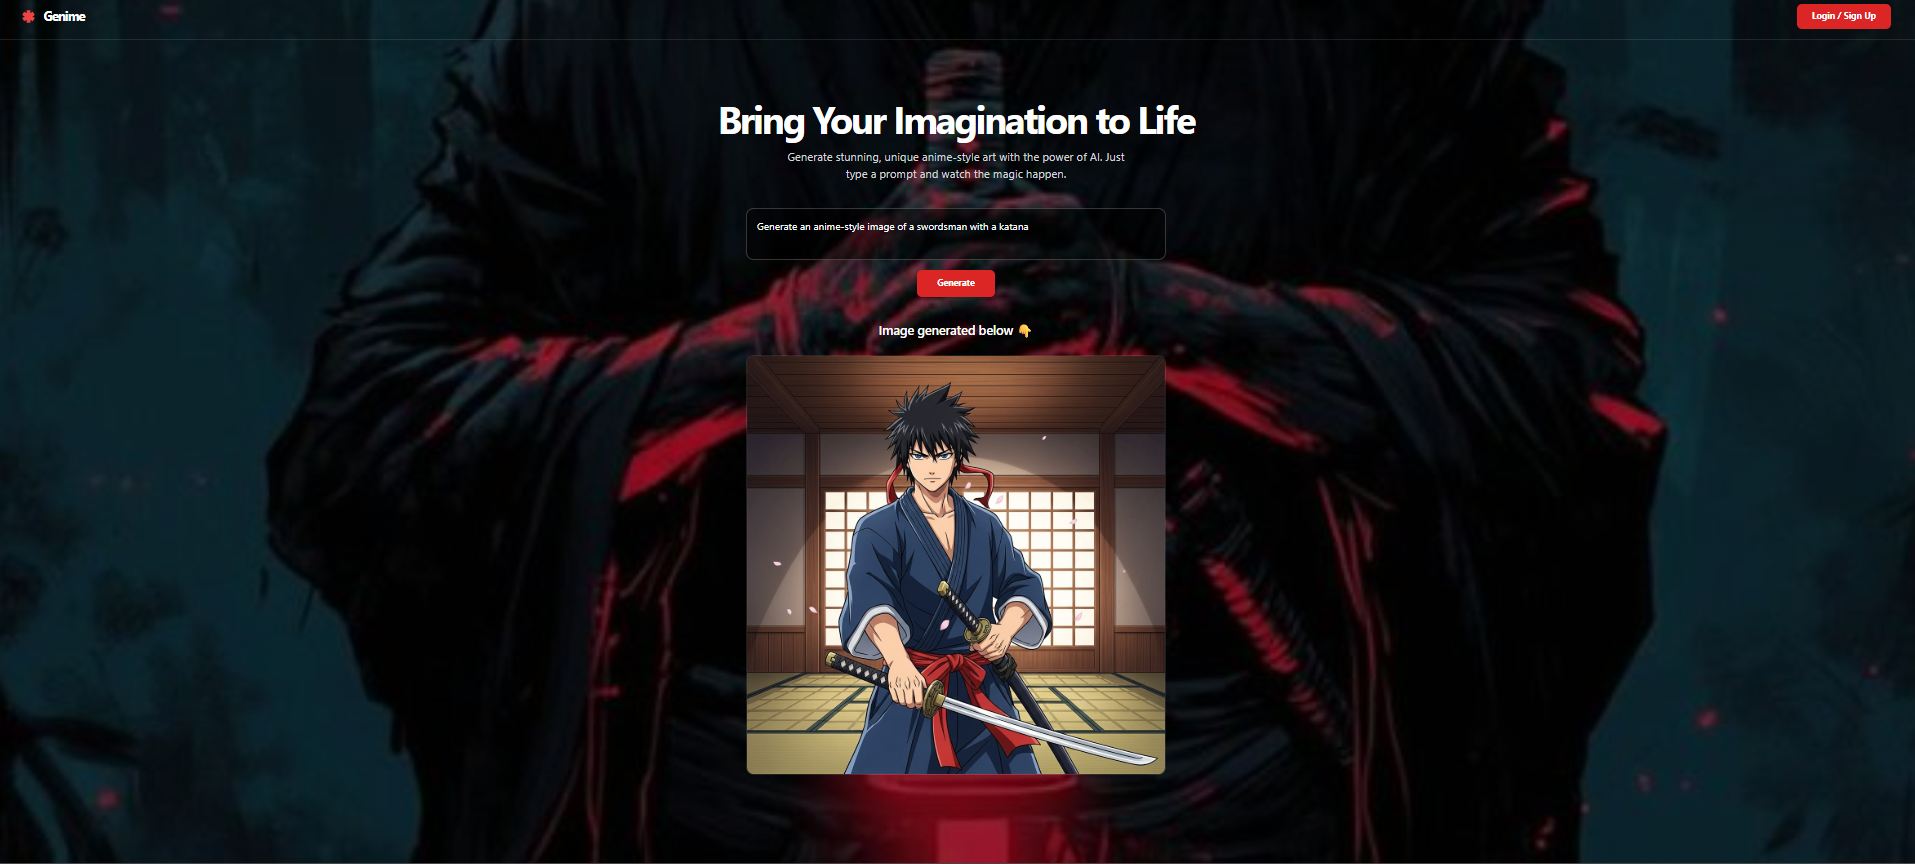 Genime
Login / Sign Up
Bring Your Imagination to Life
Generate stunning, unique anime-style art with the power of AI. Just
type a prompt and watch the magic happen.
Generate an anime-style image of a swordsman with a katana
Generate
Image generated below 👇